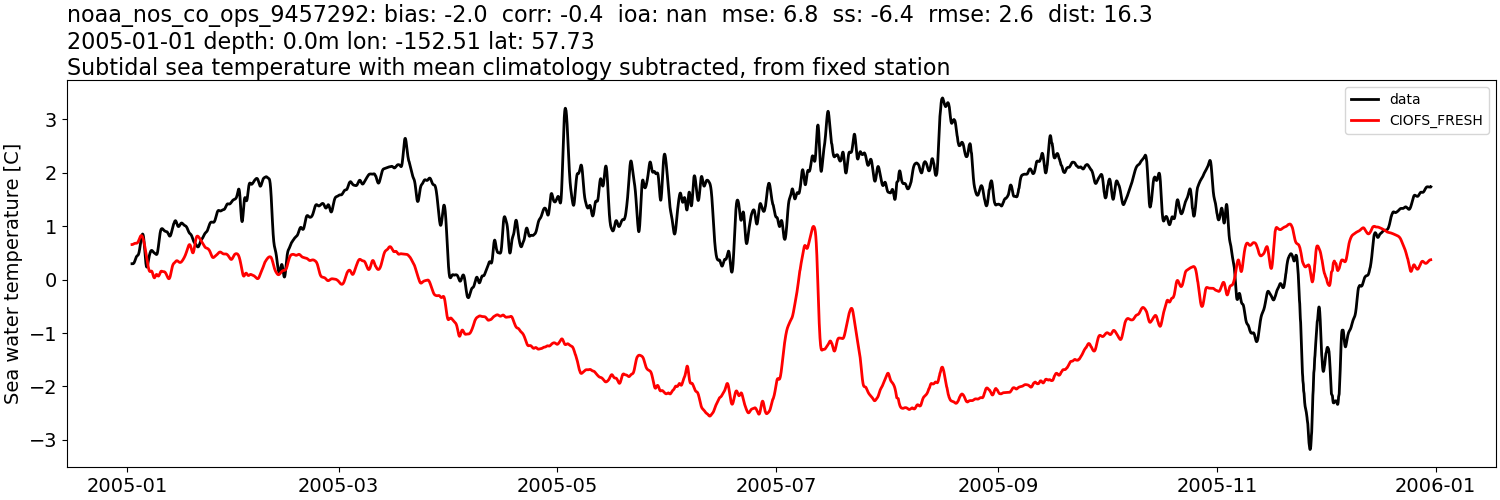 noaa_nos_co_ops_9457292: bias: -2.0  corr: -0.4  ioa: nan  mse: 6.8  ss: -6.4  rmse: 2.6  dist: 16.3
2005-01-01 depth: 0.0m lon: -152.51 lat: 57.73
Subtidal sea temperature with mean climatology subtracted, from fixed station
data
CIOFS_FRESH
Sea water temperature [C]
3
2
1
0
−1
−2
−3
2005-01
2005-03
2005-05
2005-07
2005-09
2005-11
2006-01